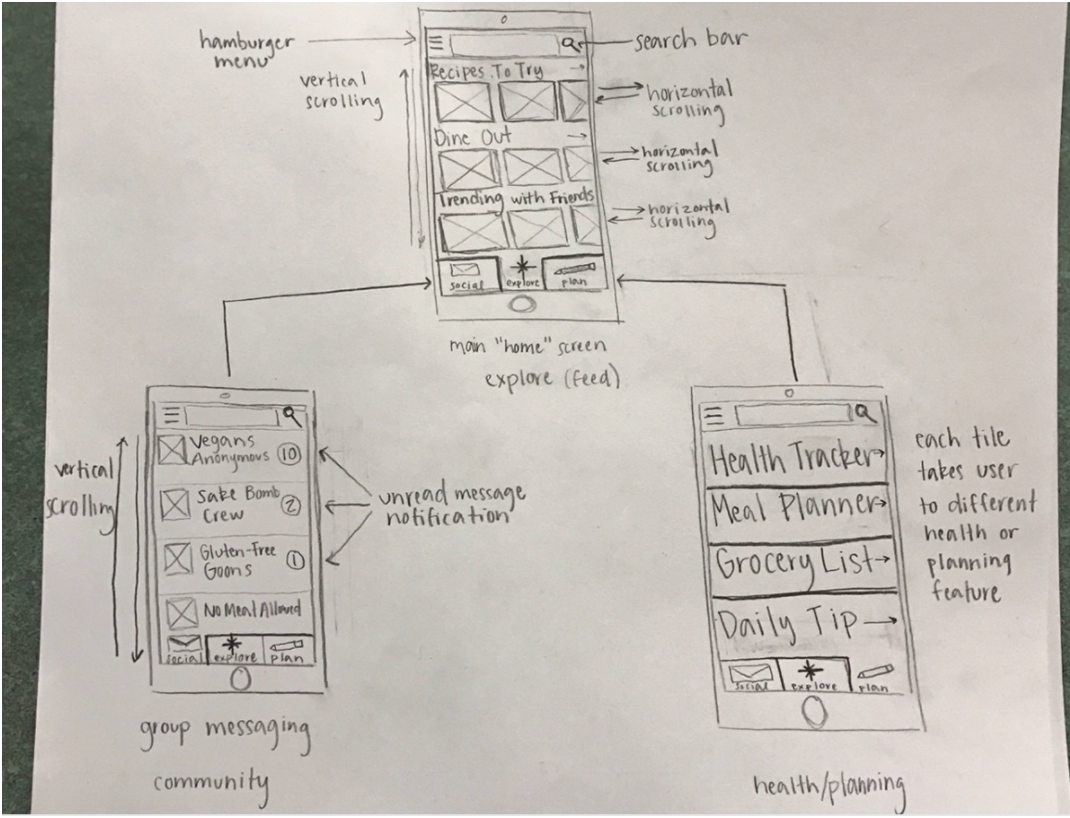 hamburger
menu
search bar
vertical
scrolling
Recipes To Try →
horizontal
scrolling
Dine Out →
horizontal
scrolling
Trending with Friends
horizontal
scrolling
social
explore
plan
main "home" screen
explore (feed)
vertical
scrolling
Vegans
Anonymous 10
Sake Bomb
Crew 2
Gluten-Free
Goons 1
No Meal Allowed
social
explore
plan
unread message
notification
group messaging
community
Health Tracker→
Meal Planner→
Grocery List→
Daily Tip →
social
explore
plan
each tile
takes user
to different
health or
planning
feature
health/planning